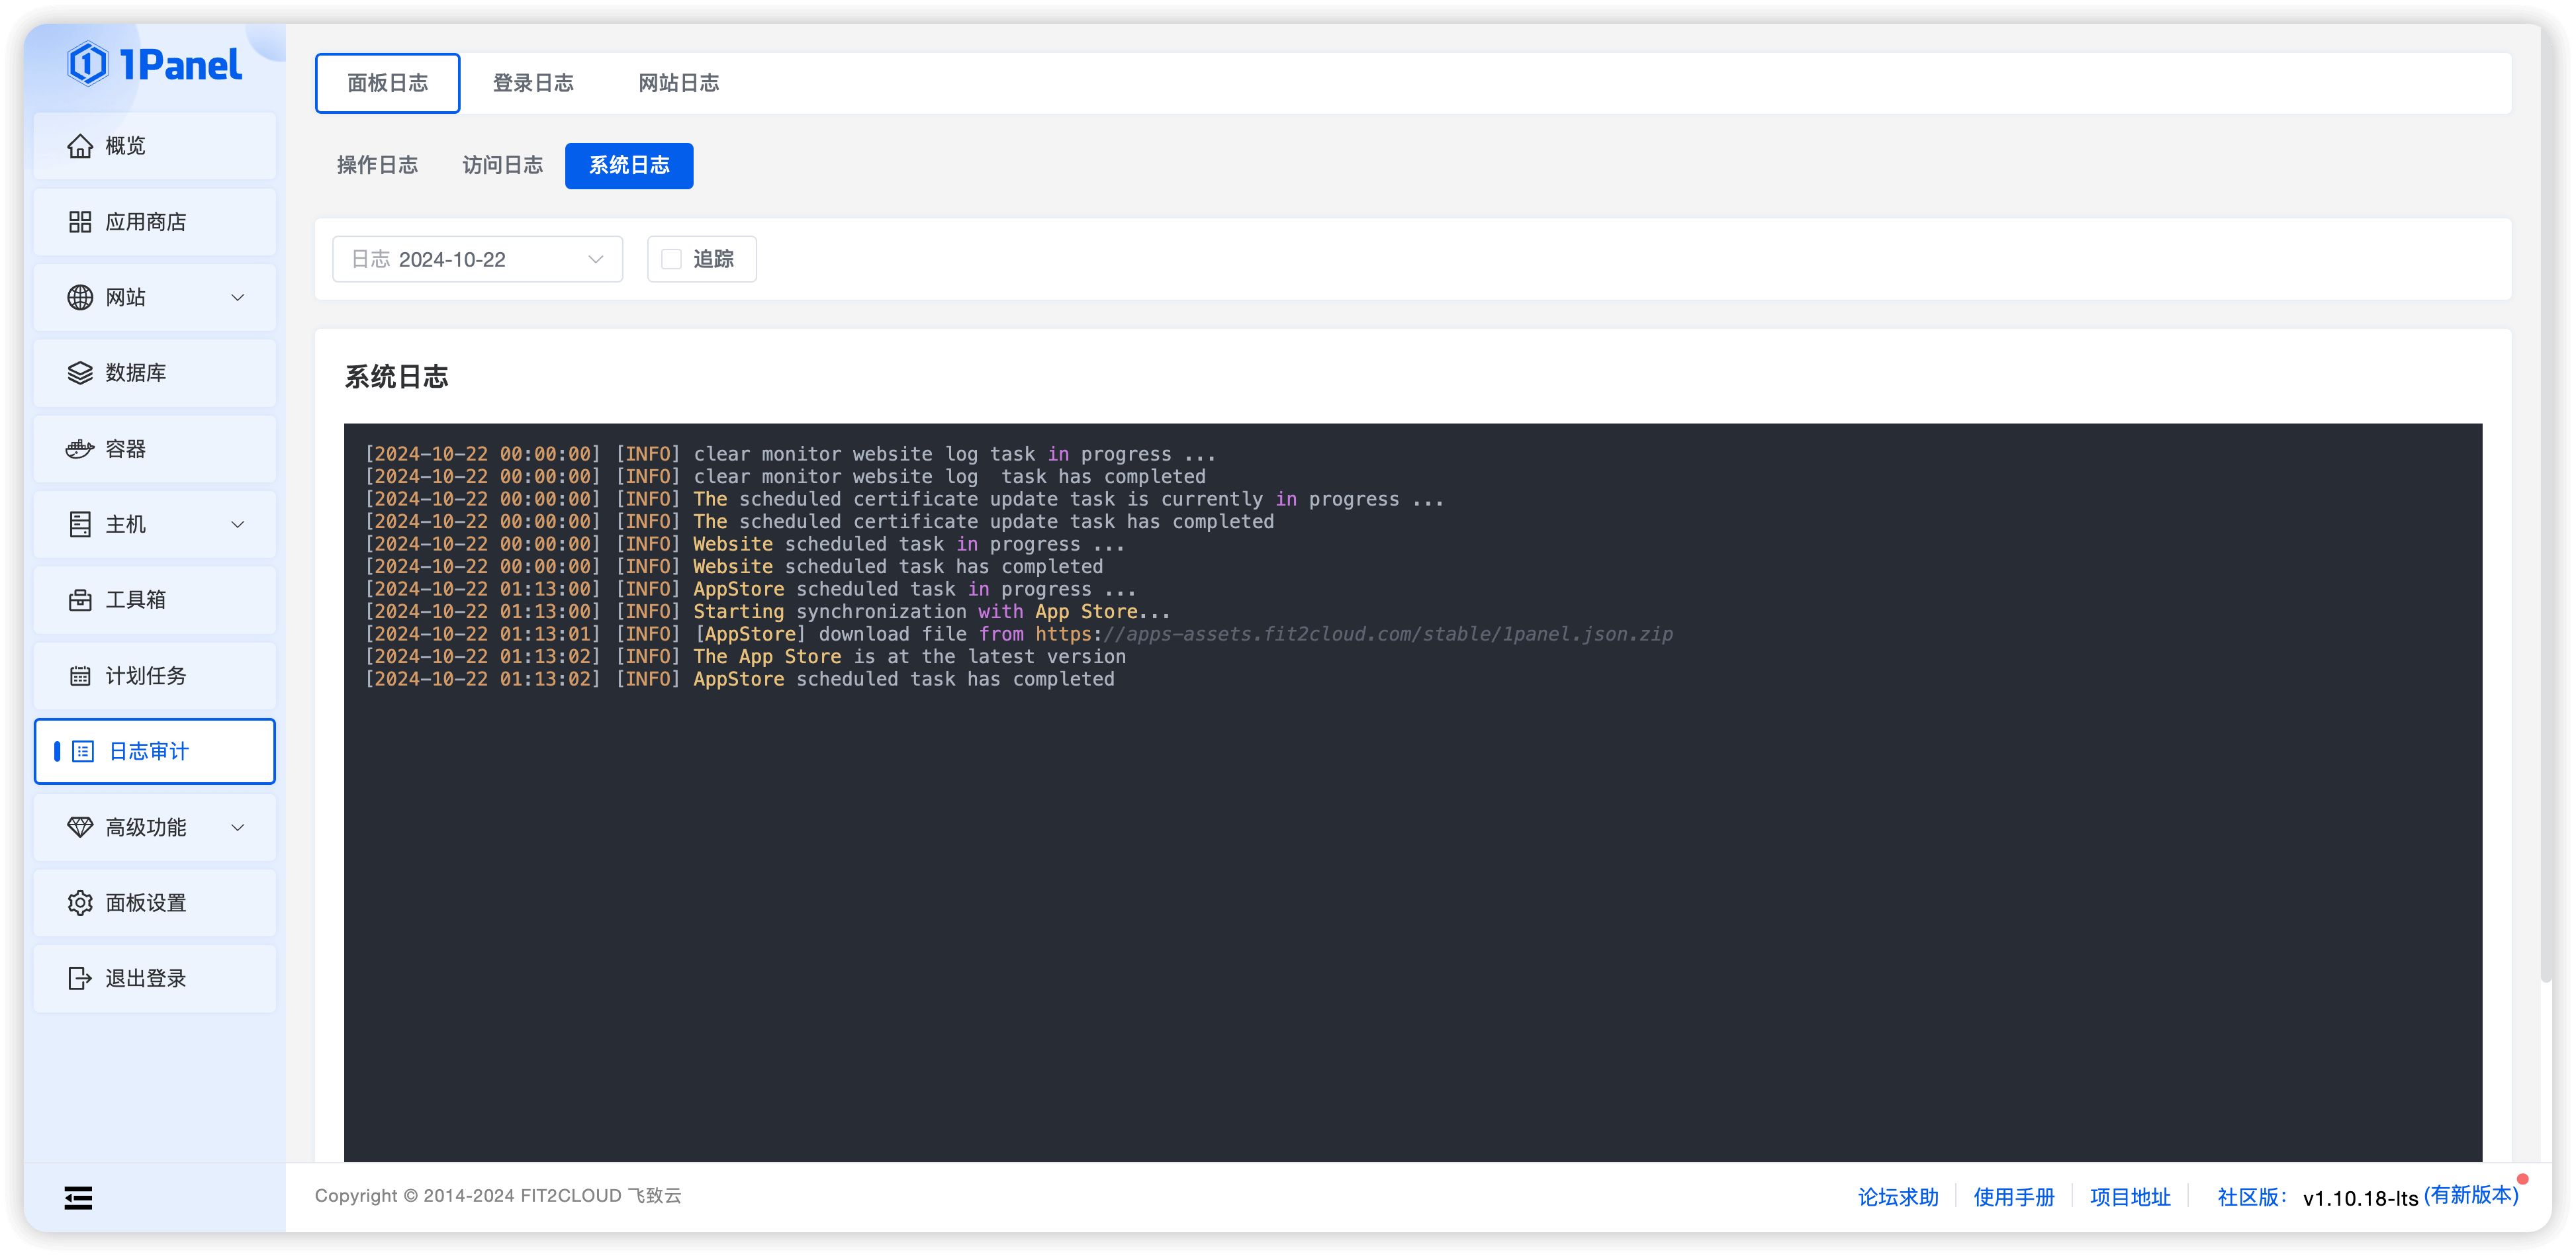 1Panel
概览
应用商店
网站
数据库
容器
主机
工具箱
计划任务
日志审计
高级功能
面板设置
退出登录
面板日志 登录日志 网站日志
操作日志 访问日志 系统日志
日志 2024-10-22 追踪
系统日志
[2024-10-22 00:00:00] [INFO] clear monitor website log task in progress ...
[2024-10-22 00:00:00] [INFO] clear monitor website log  task has completed
[2024-10-22 00:00:00] [INFO] The scheduled certificate update task is currently in progress ...
[2024-10-22 00:00:00] [INFO] The scheduled certificate update task has completed
[2024-10-22 00:00:00] [INFO] Website scheduled task in progress ...
[2024-10-22 00:00:00] [INFO] Website scheduled task has completed
[2024-10-22 01:13:00] [INFO] AppStore scheduled task in progress ...
[2024-10-22 01:13:00] [INFO] Starting synchronization with App Store...
[2024-10-22 01:13:01] [INFO] [AppStore] download file from https://apps-assets.fit2cloud.com/stable/1panel.json.zip
[2024-10-22 01:13:02] [INFO] The App Store is at the latest version
[2024-10-22 01:13:02] [INFO] AppStore scheduled task has completed
Copyright © 2014-2024 FIT2CLOUD 飞致云
论坛求助 使用手册 项目地址 社区版: v1.10.18-lts (有新版本)